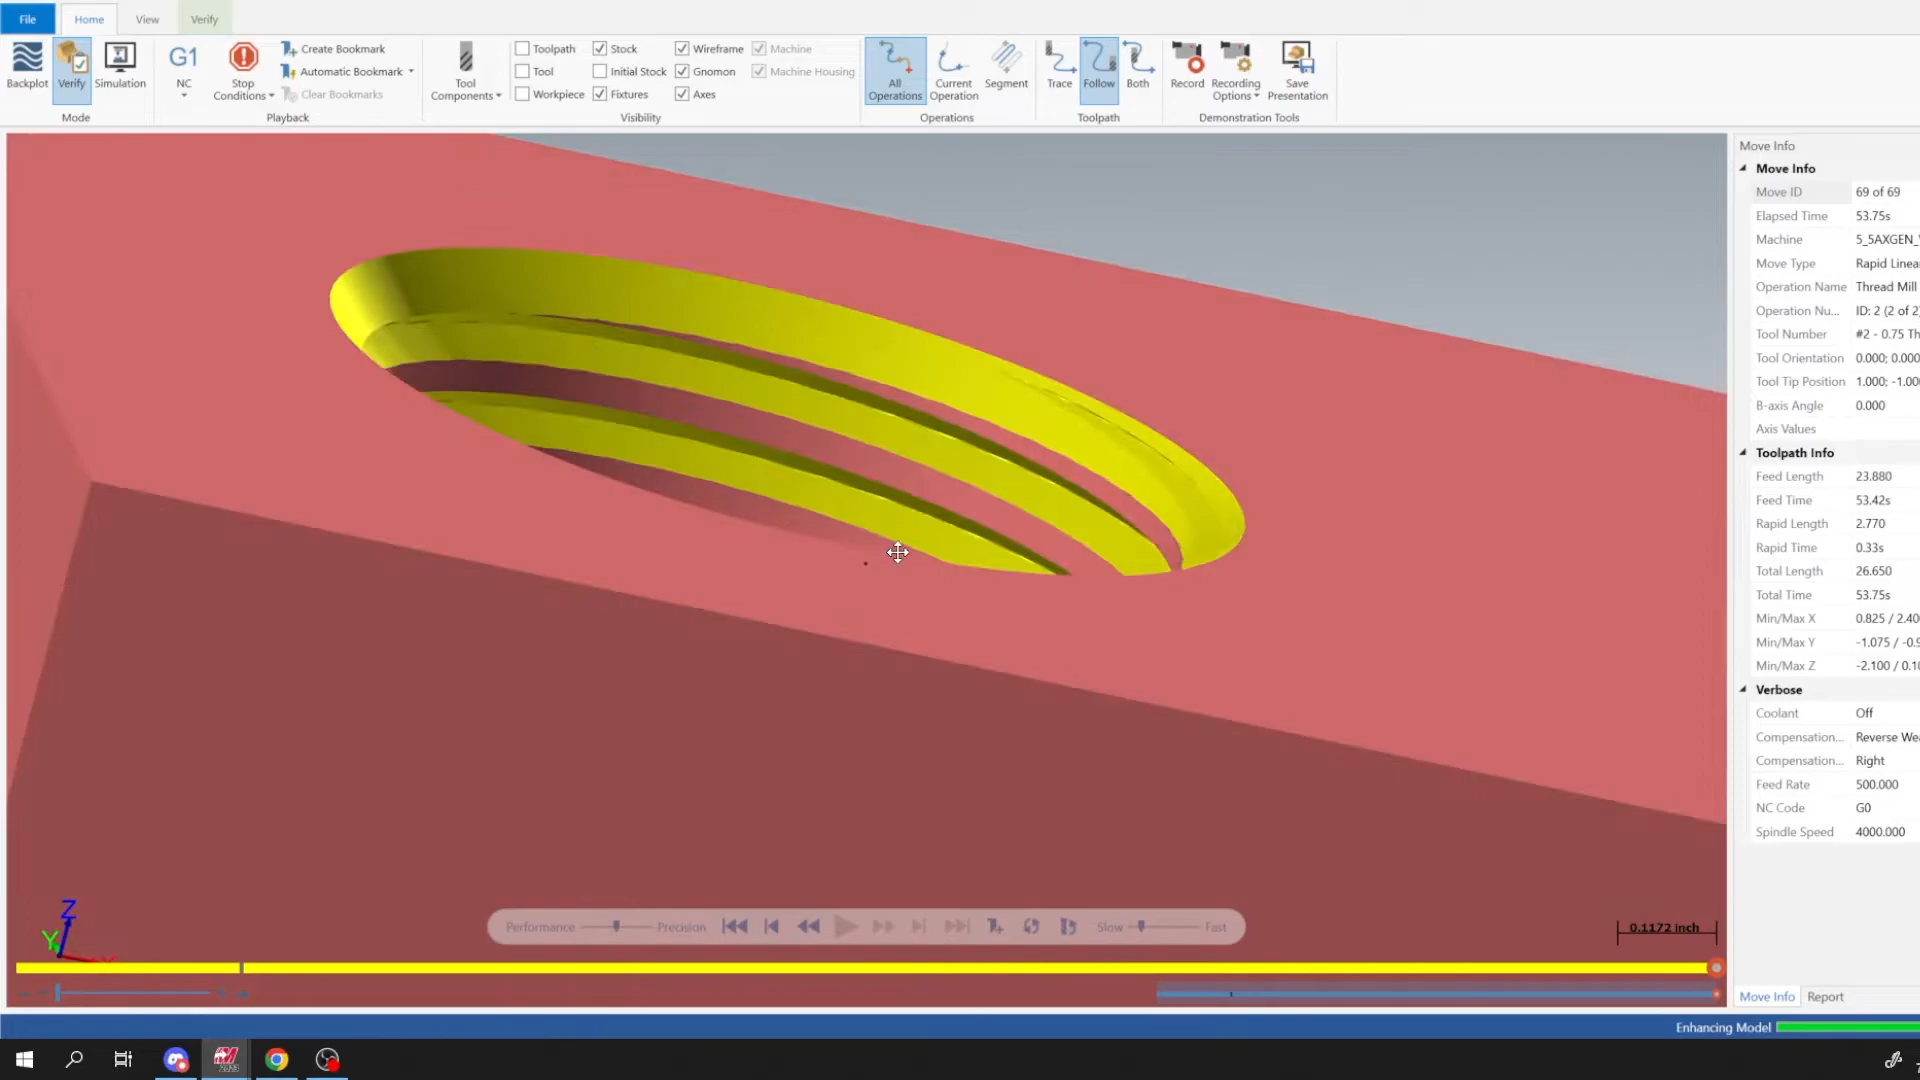 File Home View Verify
Backplot Verify Simulation
Mode
G1
NC
Stop
Conditions
Create Bookmark
Automatic Bookmark
Clear Bookmarks
Playback
Tool
Components
Toolpath Stock Wireframe Machine
Tool Initial Stock Gnomon Machine Housing
Workpiece Fixtures Axes
Visibility
All
Operations
Current
Operation
Segment
Operations
Trace Follow Both
Toolpath
Record
Recording
Options
Save
Presentation
Demonstration Tools
Move Info
Move Info
Move ID 69 of 69
Elapsed Time 53.75s
Machine 5_5AXGEN_
Move Type Rapid Linea
Operation Name Thread Mill
Operation Nu... ID: 2 (2 of 2
Tool Number #2 - 0.75 Th
Tool Orientation 0.000; 0.000
Tool Tip Position 1.000; -1.00
B-axis Angle 0.000
Axis Values
Toolpath Info
Feed Length 23.880
Feed Time 53.42s
Rapid Length 2.770
Rapid Time 0.33s
Total Length 26.650
Total Time 53.75s
Min/Max X 0.825 / 2.40
Min/Max Y -1.075 / -0.9
Min/Max Z -2.100 / 0.10
Verbose
Coolant Off
Compensation... Reverse Wea
Compensation... Right
Feed Rate 500.000
NC Code G0
Spindle Speed 4000.000
Z
Y
Performance Precision Slow Fast
0.1172 inch
Move Info Report
Enhancing Model